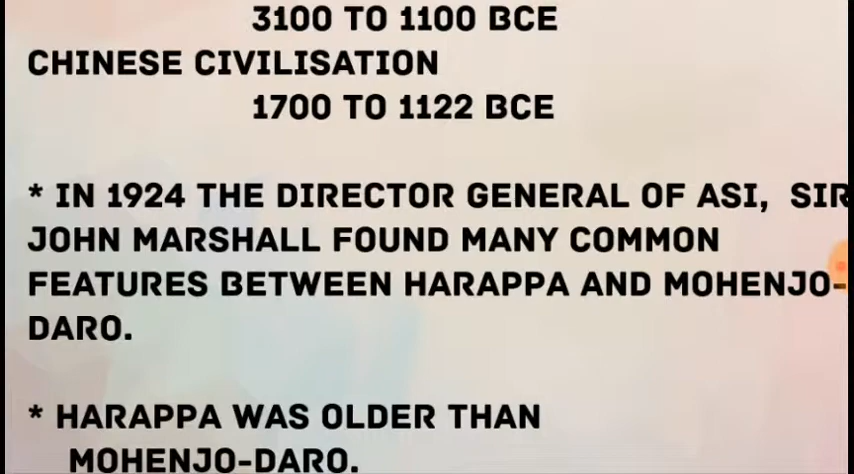 3100 TO 1100 BCE
CHINESE CIVILISATION
1700 TO 1122 BCE
* IN 1924 THE DIRECTOR GENERAL OF ASI, SIR
JOHN MARSHALL FOUND MANY COMMON
FEATURES BETWEEN HARAPPA AND MOHENJO-
DARO.
* HARAPPA WAS OLDER THAN
MOHENJO-DARO.